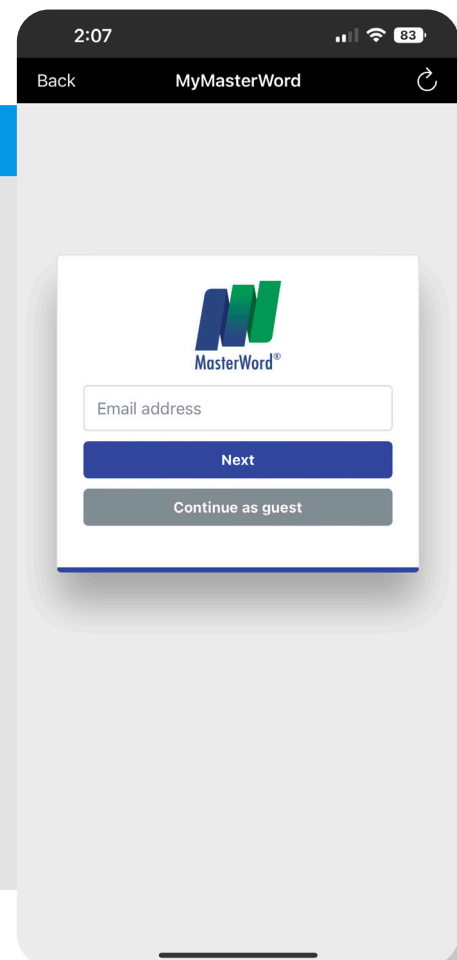 2:07
83
Back
MyMasterWord
MasterWord®
Email address
Next
Continue as guest